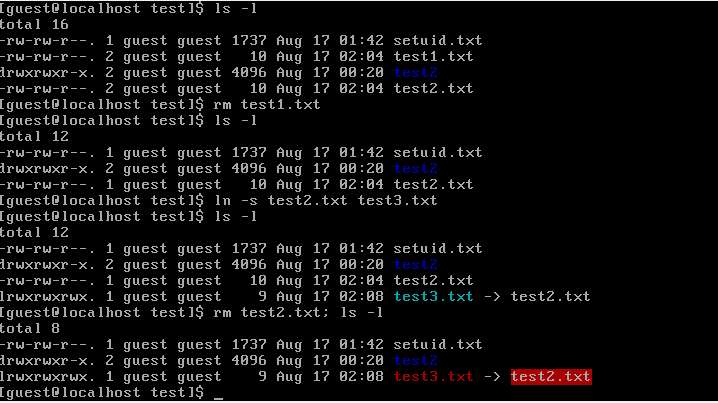 [guest@localhost test]$ ls -l
total 16
-rw-rw-r--. 1 guest guest 1737 Aug 17 01:42 setuid.txt
-rw-rw-r--. 2 guest guest   10 Aug 17 02:04 test1.txt
drwxrwxr-x. 2 guest guest 4096 Aug 17 00:20 test2
-rw-rw-r--. 2 guest guest   10 Aug 17 02:04 test2.txt
[guest@localhost test]$ rm test1.txt
[guest@localhost test]$ ls -l
total 12
-rw-rw-r--. 1 guest guest 1737 Aug 17 01:42 setuid.txt
drwxrwxr-x. 2 guest guest 4096 Aug 17 00:20 test2
-rw-rw-r--. 1 guest guest   10 Aug 17 02:04 test2.txt
[guest@localhost test]$ ln -s test2.txt test3.txt
[guest@localhost test]$ ls -l
total 12
-rw-rw-r--. 1 guest guest 1737 Aug 17 01:42 setuid.txt
drwxrwxr-x. 2 guest guest 4096 Aug 17 00:20 test2
-rw-rw-r--. 1 guest guest   10 Aug 17 02:04 test2.txt
lrwxrwxrwx. 1 guest guest    9 Aug 17 02:08 test3.txt -> test2.txt
[guest@localhost test]$ rm test2.txt; ls -l
total 8
-rw-rw-r--. 1 guest guest 1737 Aug 17 01:42 setuid.txt
drwxrwxr-x. 2 guest guest 4096 Aug 17 00:20 test2
lrwxrwxrwx. 1 guest guest    9 Aug 17 02:08 test3.txt -> test2.txt
[guest@localhost test]$ _